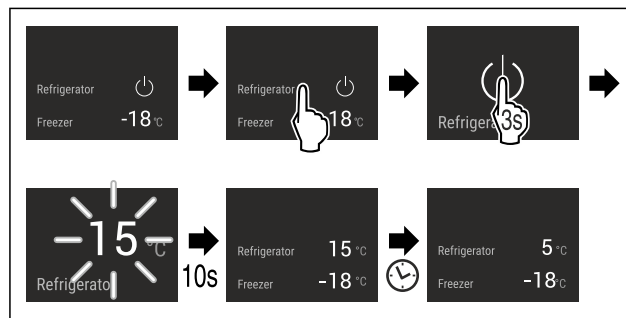 Refrigerator
Freezer -18 °C
Refrigerator
Freezer 18 °C
Refrigera 3s
15 °C
Refrigerato
10s
Refrigerator 15 °C
Freezer -18 °C
Refrigerator 5 °C
Freezer -18 °C